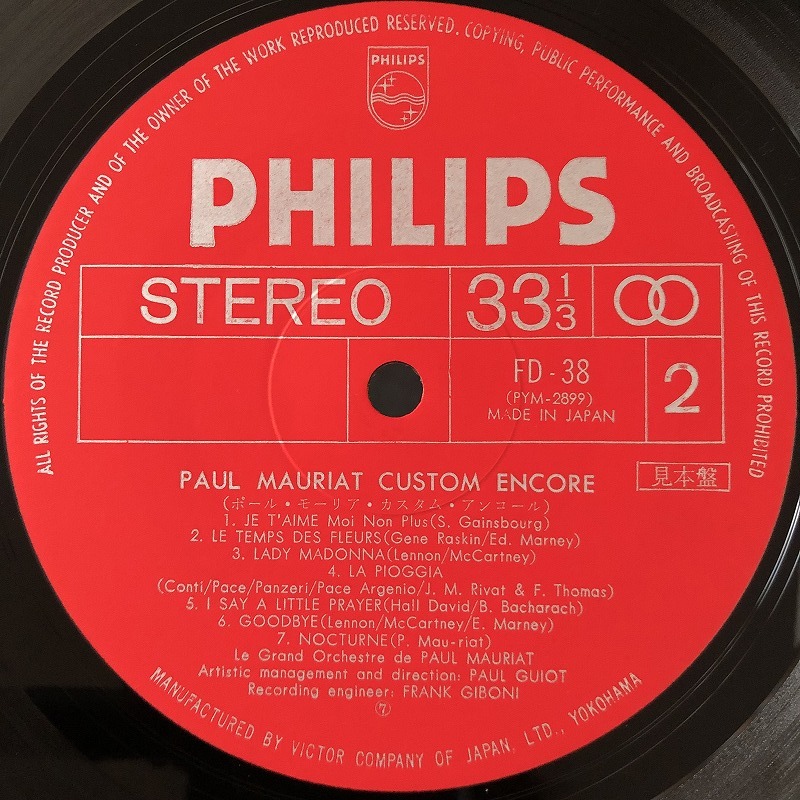 ALL RIGHTS OF THE RECORD PRODUCER AND OF THE OWNER OF THE WORK REPRODUCED RESERVED. COPYING, PUBLIC PERFORMANCE AND BROADCASTING OF THIS RECORD PROHIBITED
PHILIPS
PHILIPS
STEREO 33 1/3
FD-38
(PYM-2899)
MADE IN JAPAN
2
PAUL MAURIAT CUSTOM ENCORE
見本盤
(ポール・モーリア・カスタム・アンコール)
1. JE T'AIME Moi Non Plus(S. Gainsbourg)
2. LE TEMPS DES FLEURS(Gene Raskin/Ed. Marney)
3. LADY MADONNA(Lennon/McCartney)
4. LA PIOGGIA
(Conti/Pace/Panzeri/Pace Argenio/J. M. Rivat & F. Thomas)
5. I SAY A LITTLE PRAYER(Hall David/B. Bacharach)
6. GOODBYE(Lennon/McCartney/E. Marney)
7. NOCTURNE(P. Mau-riat)
Le Grand Orchestre de PAUL MAURIAT
Artistic management and direction: PAUL GUIOT
Recording engineer: FRANK GIBONI
⑦
MANUFACTURED BY VICTOR COMPANY OF JAPAN, LTD., YOKOHAMA